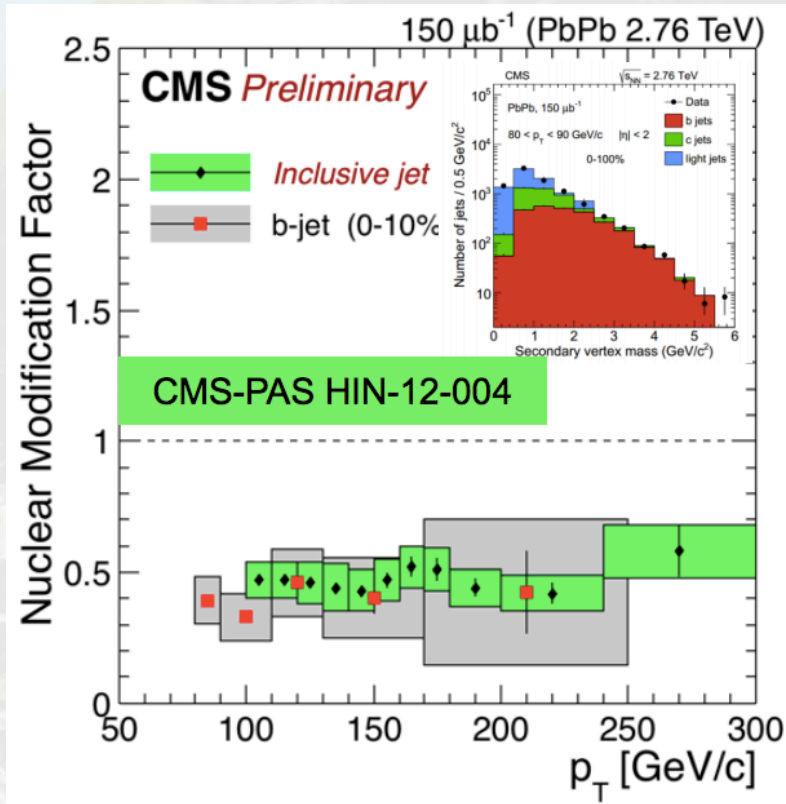 150 μb⁻¹ (PbPb 2.76 TeV)
CMS Preliminary
Inclusive jet
b-jet (0-10%
CMS
√sNN = 2.76 TeV
PbPb, 150 μb⁻¹
80 < pT < 90 GeV/c |η| < 2
0-100%
Data
b jets
c jets
light jets
Number of jets / 0.5 GeV/c²
10⁵
10⁴
10³
10²
10
0 1 2 3 4 5 6
Secondary vertex mass (GeV/c²)
CMS-PAS HIN-12-004
Nuclear Modification Factor
2.5
2
1.5
1
0.5
0
50 100 150 200 250 300
pT [GeV/c]